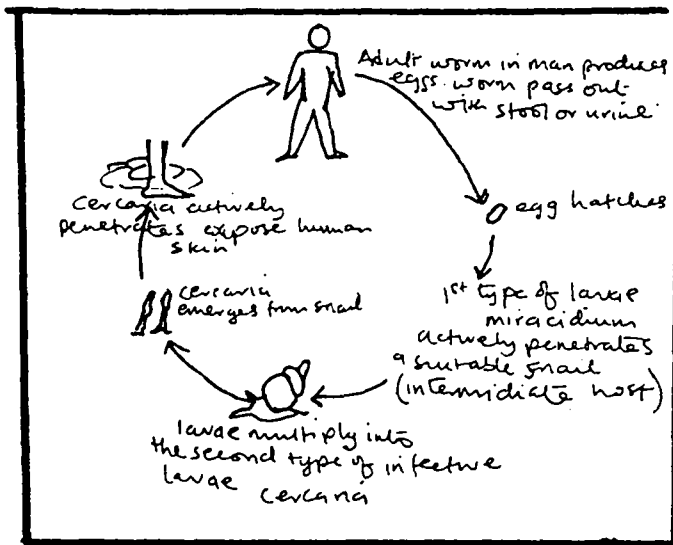 Adult worm in man produces
eggs. worm pass out
with stool or urine
egg hatches
1st type of larvae
miracidium
actively penetrates
a suitable snail
(intermidiate host)
larvae multiply into
the second type of infective
larvae cercaria
cercaria
emerges from snail
cercaria actively
penetrates expose human
skin